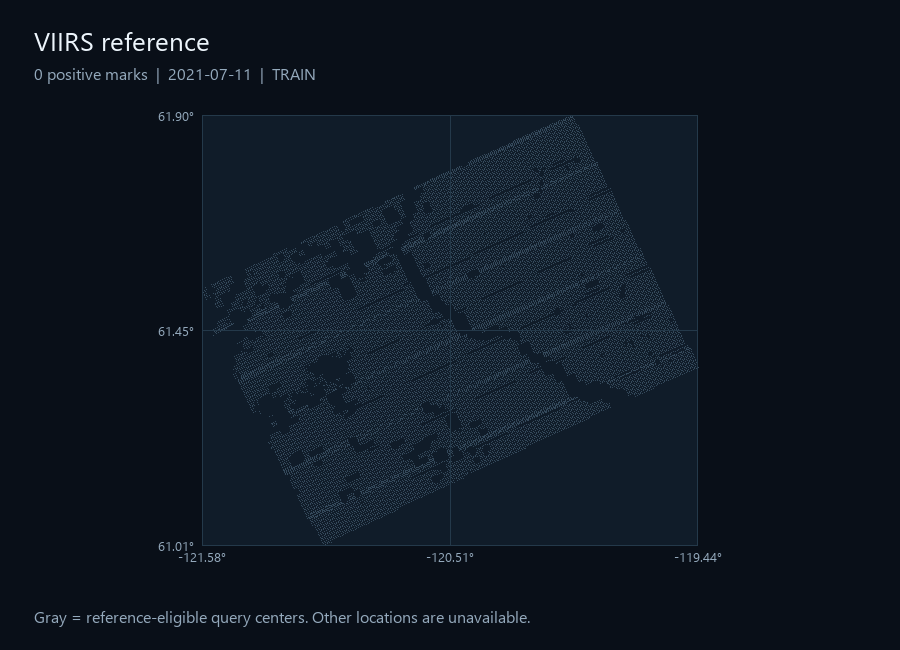 VIIRS reference
0 positive marks | 2021-07-11 | TRAIN
61.90°
61.45°
61.01°
-121.58°
-120.51°
-119.44°
Gray = reference-eligible query centers. Other locations are unavailable.